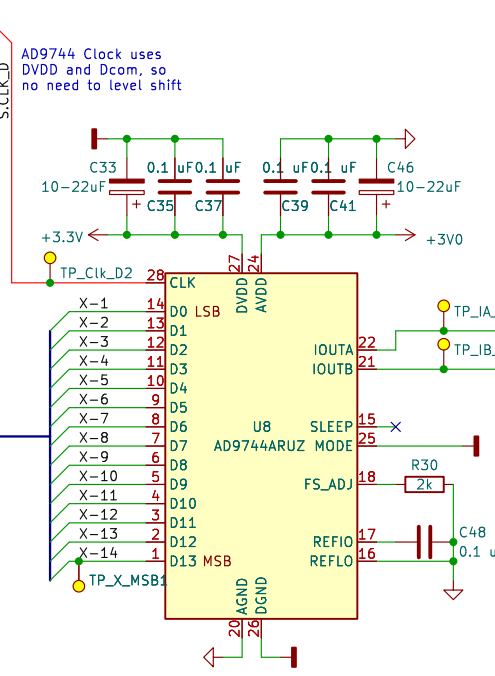 AD9744 Clock uses
DVDD and Dcom, so
no need to level shift
S.CLK_D
C33
0.1 uF
0.1 uF
0.1 uF
0.1 uF
C46
10-22uF
10-22uF
+
C35
C37
C39
C41
+
+3.3V
+3V0
TP_Clk_D2
27
24
28
CLK
DVDD
AVDD
X-1
14
D0
LSB
TP_IA_
X-2
13
D1
X-3
12
D2
IOUTA
22
TP_IB_
X-4
11
D3
IOUTB
21
X-5
10
D4
X-6
9
D5
X-7
8
D6
U8
SLEEP
15
X-8
7
D7
AD9744ARUZ
MODE
25
X-9
6
D8
R30
X-10
5
D9
FS_ADJ
18
2k
X-11
4
D10
X-12
3
D11
C48
X-13
2
D12
REFIO
17
0.1 u
X-14
1
D13
MSB
REFLO
16
TP_X_MSB1
AGND
DGND
20
26